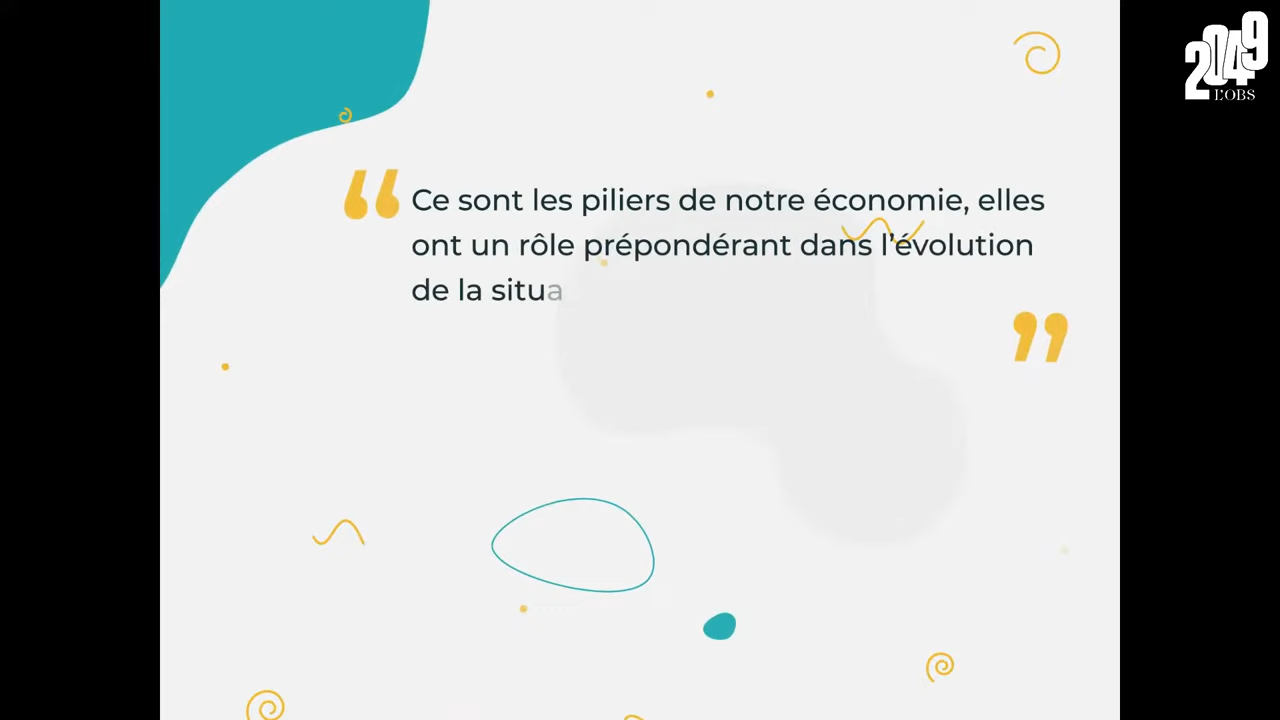 2049
L'OBS
“ Ce sont les piliers de notre économie, elles
ont un rôle prépondérant dans l’évolution
de la situa ”